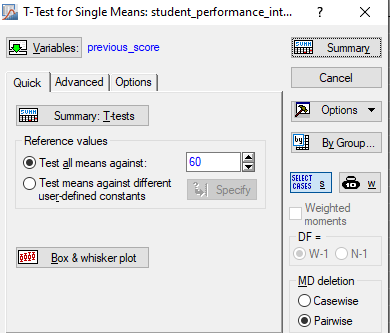 T-Test for Single Means: student_performance_int...
Variables: previous_score
Summary
Cancel
Quick Advanced Options
Options
Summary: T-tests
By Group...
Reference values
Test all means against: 60
SELECT CASES S W
Test means against different
user-defined constants
Specify
Weighted
moments
DF =
W-1 N-1
Box & whisker plot
MD deletion
Casewise
Pairwise